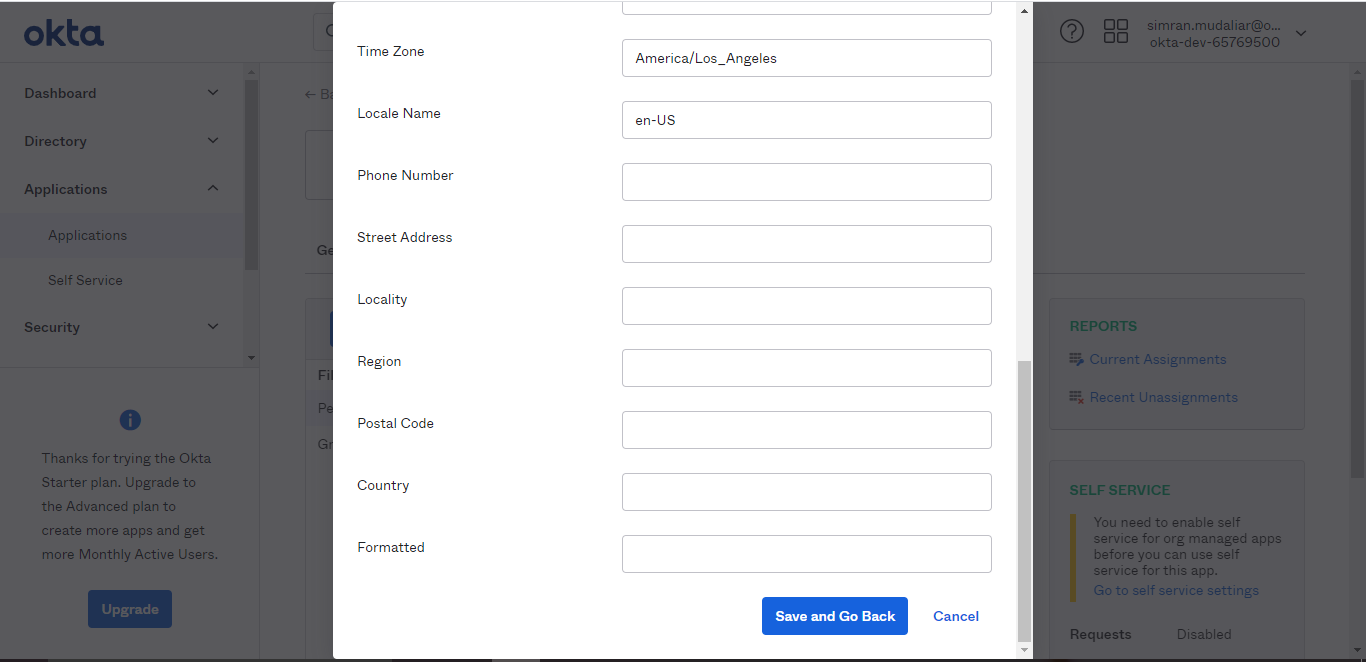 okta
simran.mudaliar@o...
okta-dev-65769500
Dashboard
Directory
Applications
Applications
Self Service
Security
Thanks for trying the Okta
Starter plan. Upgrade to
the Advanced plan to
create more apps and get
more Monthly Active Users.
Upgrade
← Ba
Ge
Fil
Pe
Gr
Time Zone
America/Los_Angeles
Locale Name
en-US
Phone Number
Street Address
Locality
Region
Postal Code
Country
Formatted
Save and Go Back
Cancel
REPORTS
Current Assignments
Recent Unassignments
SELF SERVICE
You need to enable self
service for org managed apps
before you can use self
service for this app.
Go to self service settings
Requests Disabled